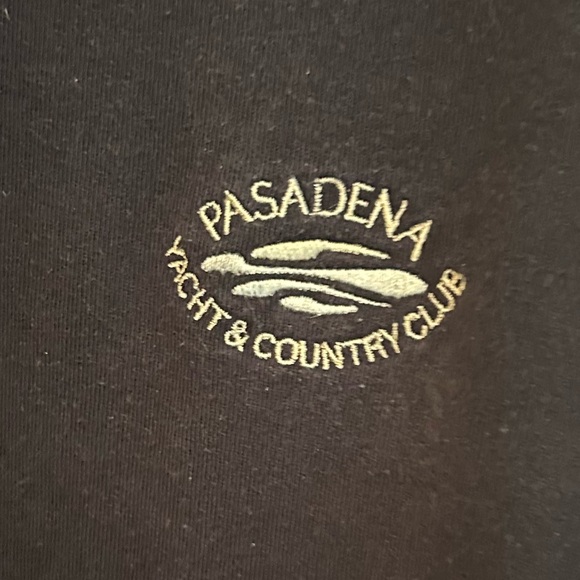 PASADENA
YACHT & COUNTRY CLUB